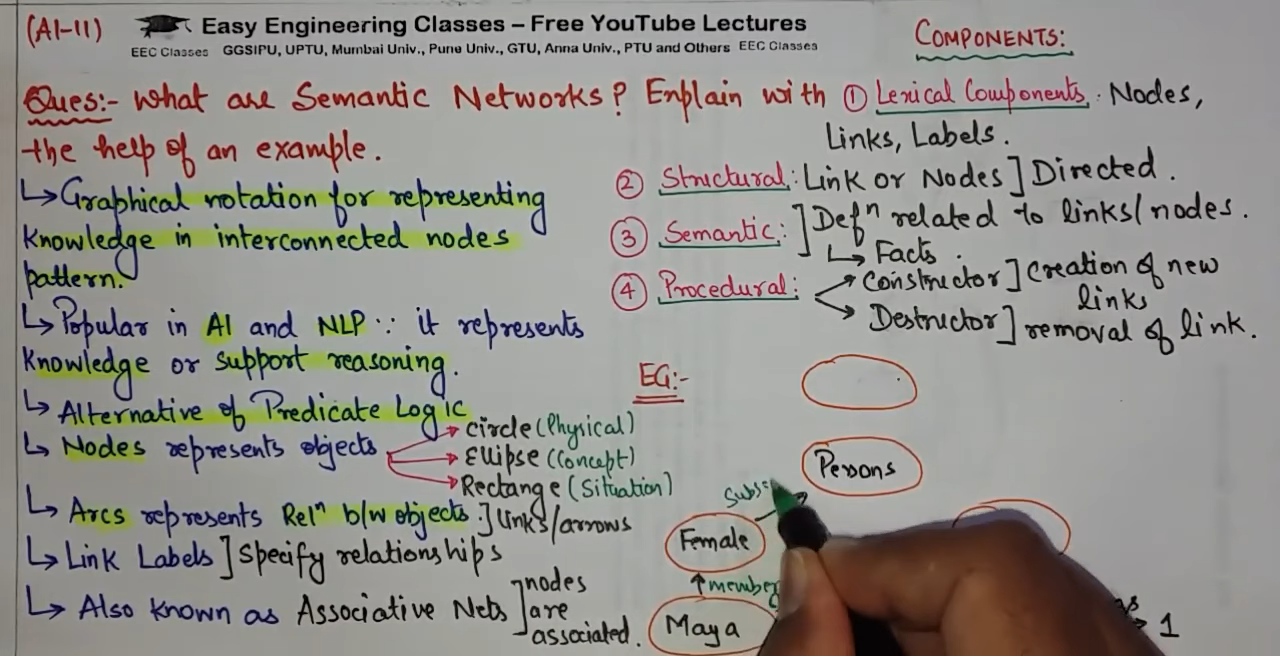 (AI-11)
Easy Engineering Classes – Free YouTube Lectures
EEC Classes GGSIPU, UPTU, Mumbai Univ., Pune Univ., GTU, Anna Univ., PTU and Others EEC Classes
Ques:- What are Semantic Networks? Explain with
the help of an example.
↳ Graphical notation for representing
knowledge in interconnected nodes
pattern.
↳ Popular in AI and NLP ∵ it represents
knowledge or support reasoning.
↳ Alternative of Predicate Logic
↳ Nodes represents objects
→ Circle (Physical)
→ Ellipse (Concept)
→ Rectange (Situation)
↳ Arcs represents Relⁿ b/w objects.] links/arrows
↳ Link Labels] Specify relationships
↳ Also known as Associative Nets] nodes
are
associated.
COMPONENTS:
① Lexical Components: Nodes,
Links, Labels.
② Structural: Link or Nodes] Directed.
③ Semantic:] Defⁿ related to links/nodes.
↳ Facts.
④ Procedural:
→ Constructor] Creation of new
links
→ Destructor] removal of link.
EG:-
Persons
Female
Maya
1